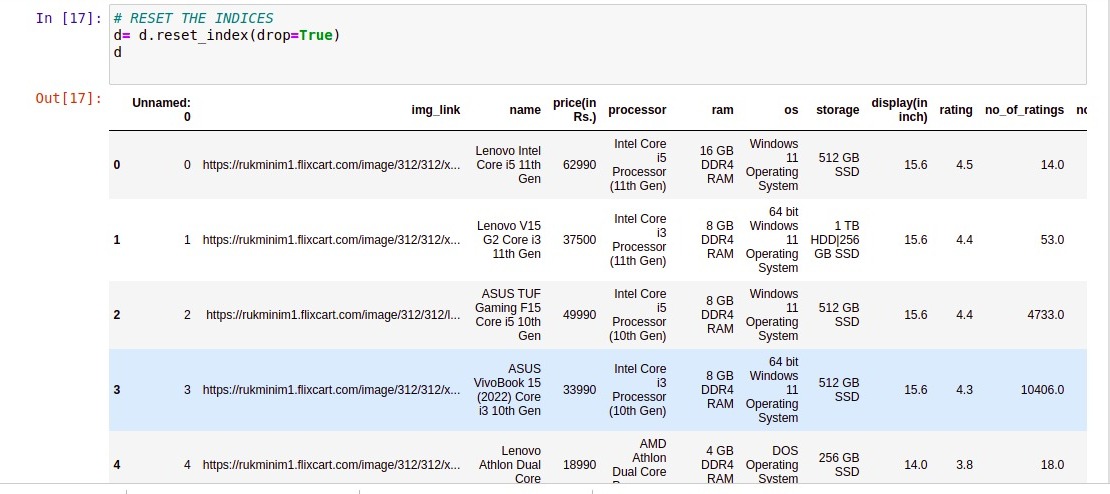 In [17]: # RESET THE INDICES
d= d.reset_index(drop=True)
d
Out[17]:
Unnamed: 0 img_link name price(in Rs.) processor ram os storage display(in inch) rating no_of_ratings
0 0 https://rukminim1.flixcart.com/image/312/312/x... Lenovo Intel Core i5 11th Gen 62990 Intel Core i5 Processor (11th Gen) 16 GB DDR4 RAM Windows 11 Operating System 512 GB SSD 15.6 4.5 14.0
1 1 https://rukminim1.flixcart.com/image/312/312/x... Lenovo V15 G2 Core i3 11th Gen 37500 Intel Core i3 Processor (11th Gen) 8 GB DDR4 RAM 64 bit Windows 11 Operating System 1 TB HDD|256 GB SSD 15.6 4.4 53.0
2 2 https://rukminim1.flixcart.com/image/312/312/l... ASUS TUF Gaming F15 Core i5 10th Gen 49990 Intel Core i5 Processor (10th Gen) 8 GB DDR4 RAM Windows 11 Operating System 512 GB SSD 15.6 4.4 4733.0
3 3 https://rukminim1.flixcart.com/image/312/312/x... ASUS VivoBook 15 (2022) Core i3 10th Gen 33990 Intel Core i3 Processor (10th Gen) 8 GB DDR4 RAM 64 bit Windows 11 Operating System 512 GB SSD 15.6 4.3 10406.0
4 4 https://rukminim1.flixcart.com/image/312/312/x... Lenovo Athlon Dual Core 18990 AMD Athlon Dual Core 4 GB DDR4 RAM DOS Operating System 256 GB SSD 14.0 3.8 18.0